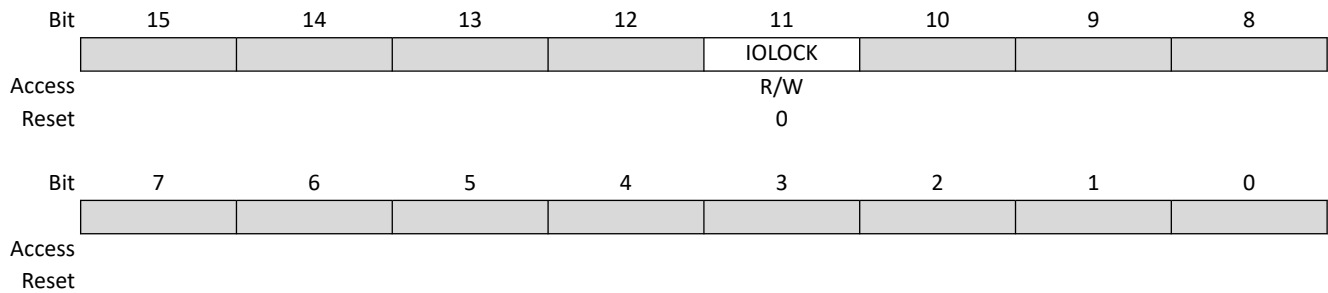 Bit 15 14 13 12 11 10 9 8
IOLOCK
Access R/W
Reset 0
Bit 7 6 5 4 3 2 1 0
Access
Reset